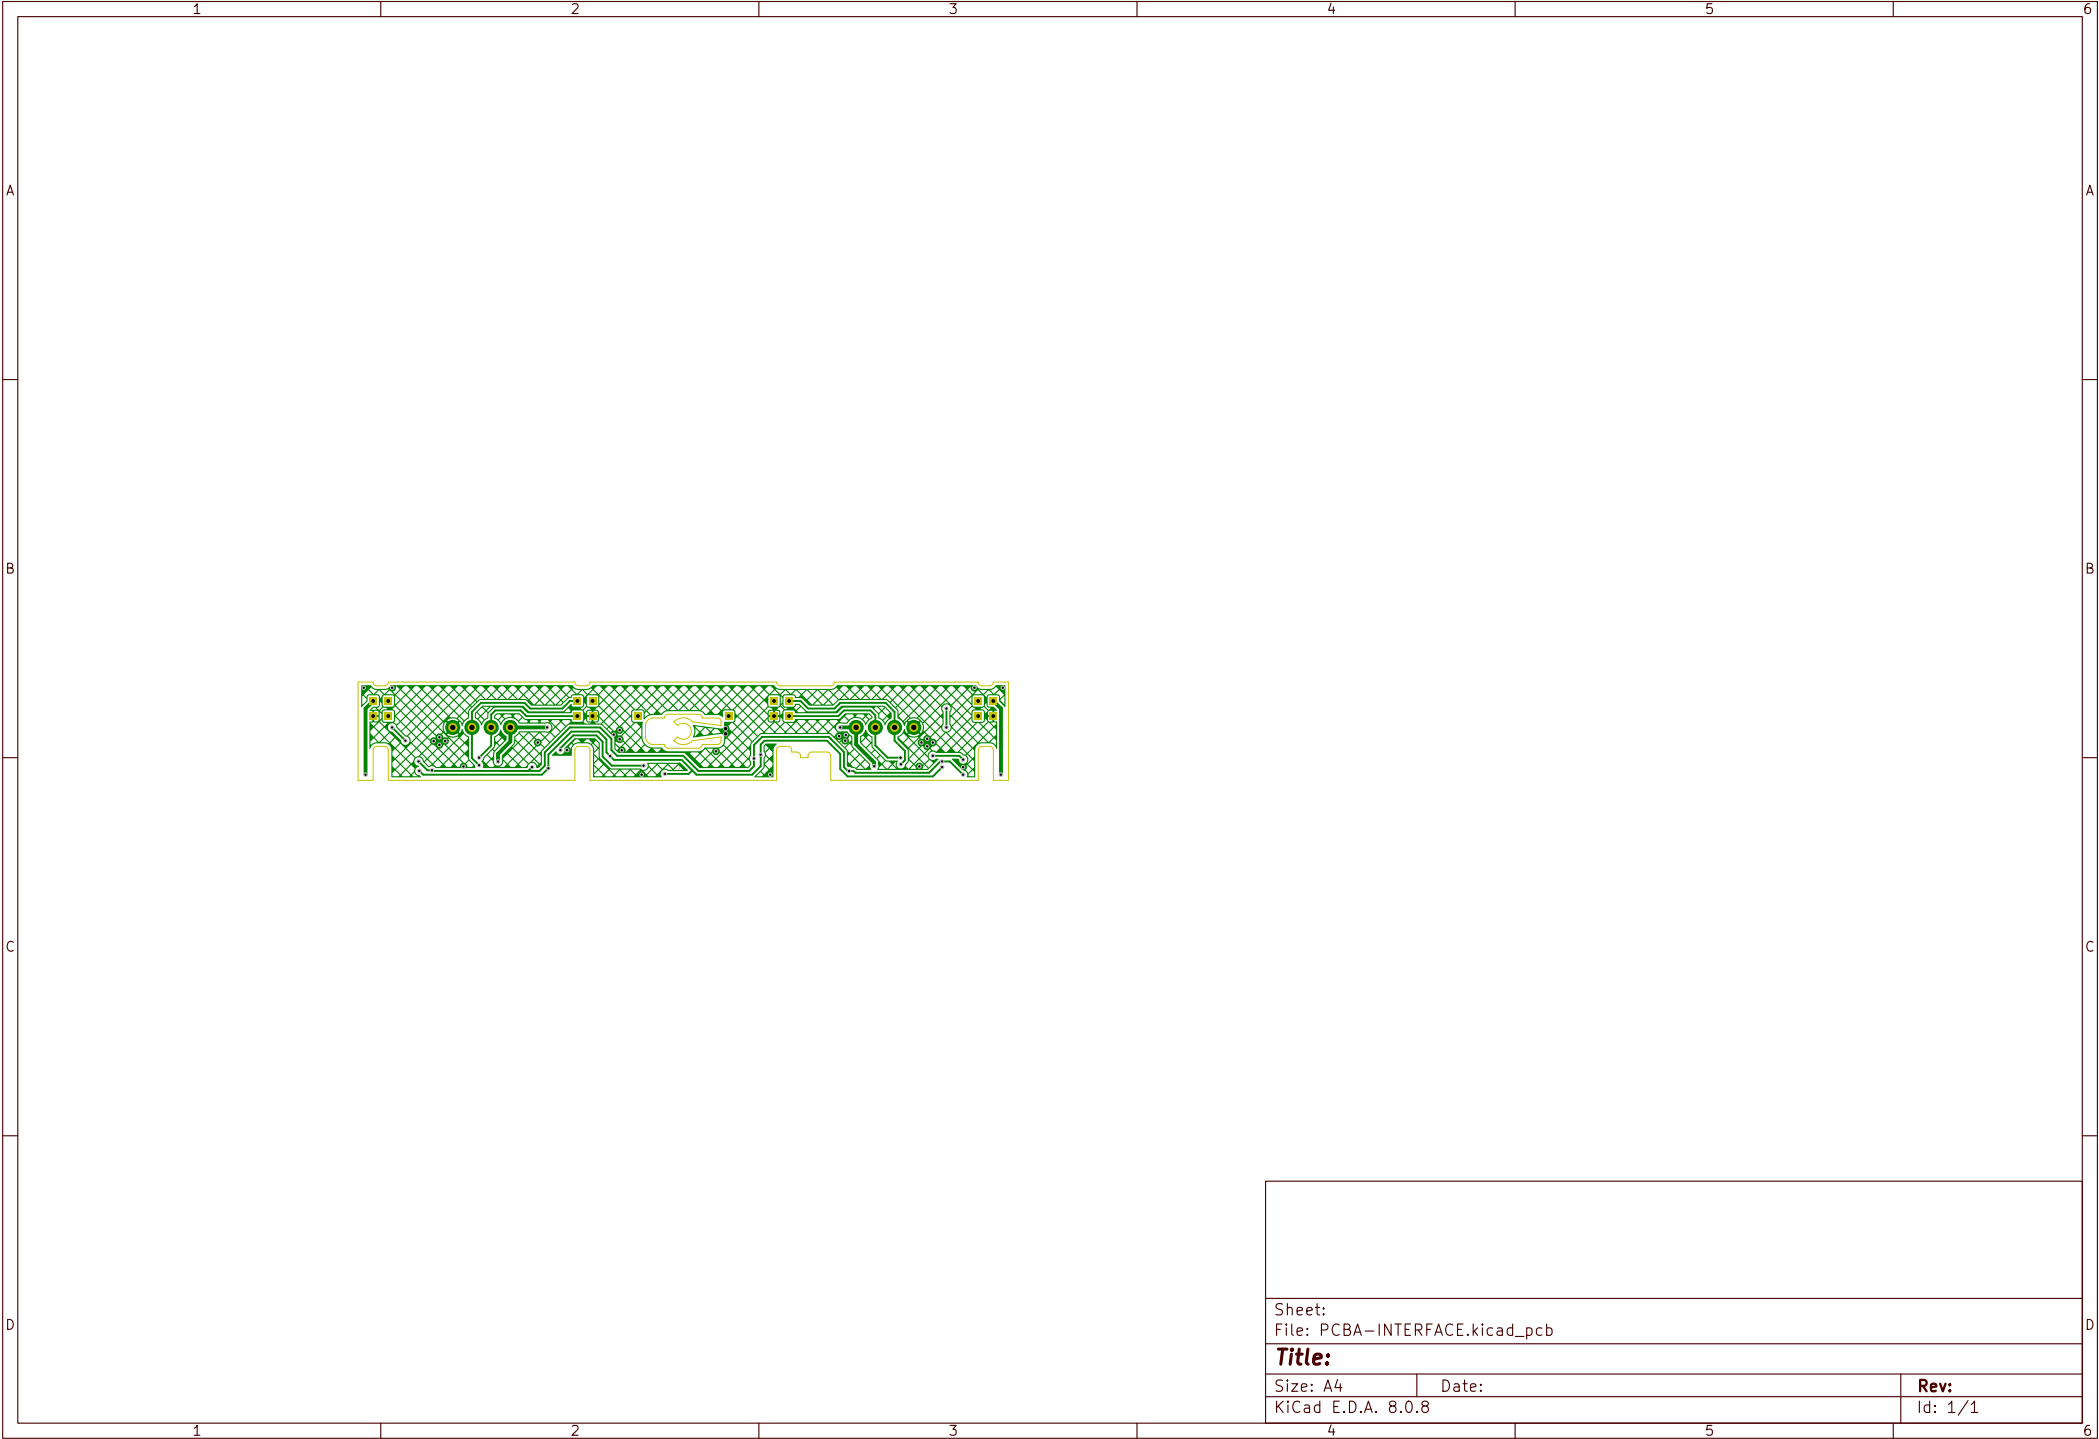 1 2 3 4 5 6
A A
B B
C C
D D
Sheet:
File: PCBA-INTERFACE.kicad_pcb
Title:
Size: A4 Date: Rev:
KiCad E.D.A. 8.0.8 Id: 1/1
1 2 3 4 5 6